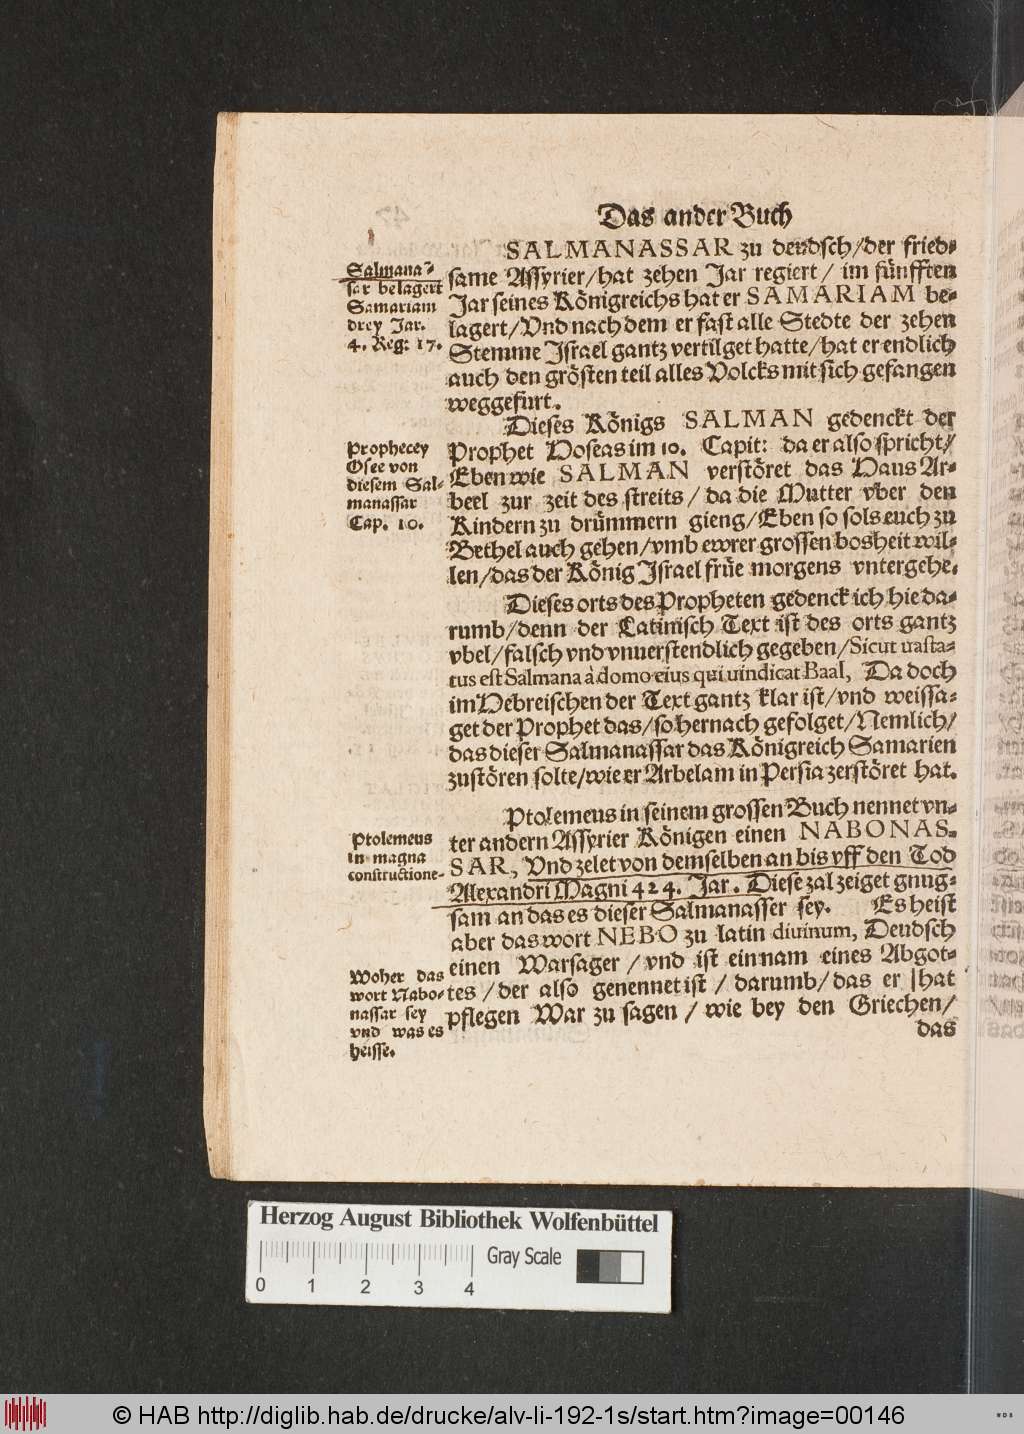 Das ander Buch
SALMANASSAR zu deudsch/der fried-
same Assyrier/hat zehen Jar regiert/ im fünfften
Jar seines Königreichs hat er SAMARIAM be-
lagert/Vnd nach dem er fast alle Stedte der zehen
Stemme Israel gantz vertilget hatte/hat er endlich
auch den grösten teil alles Volcks mit sich gefangen
weggefurt.
Salmana-
sar belagert
Samariam
drey Jar.
4. Reg: 17.
Dieses Königs SALMAN gedenckt der
Prophet Hoseas im 10. Capit: da er also spricht/
Eben wie SALMAN verstöret das Haus Ar-
beel zur zeit des streits/da die Mutter vber den
Kindern zu drümmern gieng/Eben so sols euch zu
Bethel auch gehen/vmb ewrer grossen bosheit wil-
len/das der König Israel früe morgens vntergehe.
Prophecey
Osee von
diesem Sal-
manassar
Cap. 10.
Dieses orts des Propheten gedenck ich hie da-
rumb/denn der Latinisch Text ist des orts gantz
vbel/falsch vnd vnuerstendlich gegeben/Sicut uasta-
tus est Salmana à domo eius qui uindicat Baal, Da doch
im Hebreischen der Text gantz klar ist/vnd weissa-
get der Prophet das/so hernach gefolget/Nemlich/
das dieser Salmanassar das Königreich Samarien
zustören solte/wie er Arbelam in Persia zerstöret hat.
Ptolemeus in seinem grossen Buch nennet vn-
ter andern Assyrier Königen einen NABONAS-
SAR, Vnd zelet von demselben an bis vff den Tod
Alexandri Magni 424. Jar. Diese zal zeiget gnug-
sam an das es dieser Salmanasser sey. Es heist
aber das wort NEBO zu latin diuinum, Deudsch
einen Warsager/vnd ist ein nam eines Abgot-
tes/der also genennet ist/darumb/das er hat
pflegen War zu sagen/wie bey den Griechen/
das
Ptolemeus
in magna
constructione-
Woher das
wort Nabo-
nassar sey
vnd was es
heisse.
Herzog August Bibliothek Wolfenbüttel
Gray Scale
0 1 2 3 4
© HAB http://diglib.hab.de/drucke/alv-li-192-1s/start.htm?image=00146